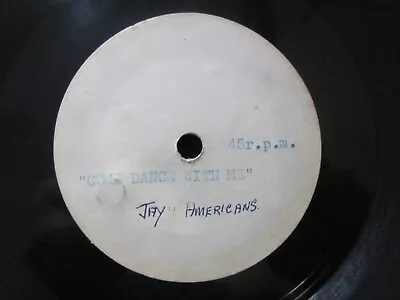 45r.p.m.
"COME DANCE WITH ME"
JAY AMERICANS.